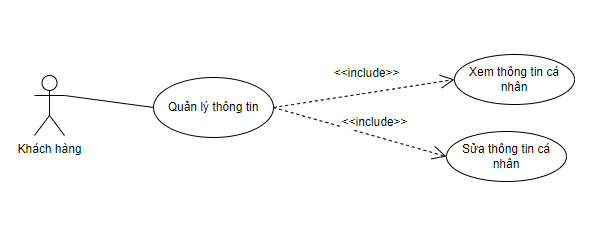 <<include>>
Xem thông tin cá
nhân
Quản lý thông tin
<<include>>
Khách hàng
Sửa thông tin cá
nhân